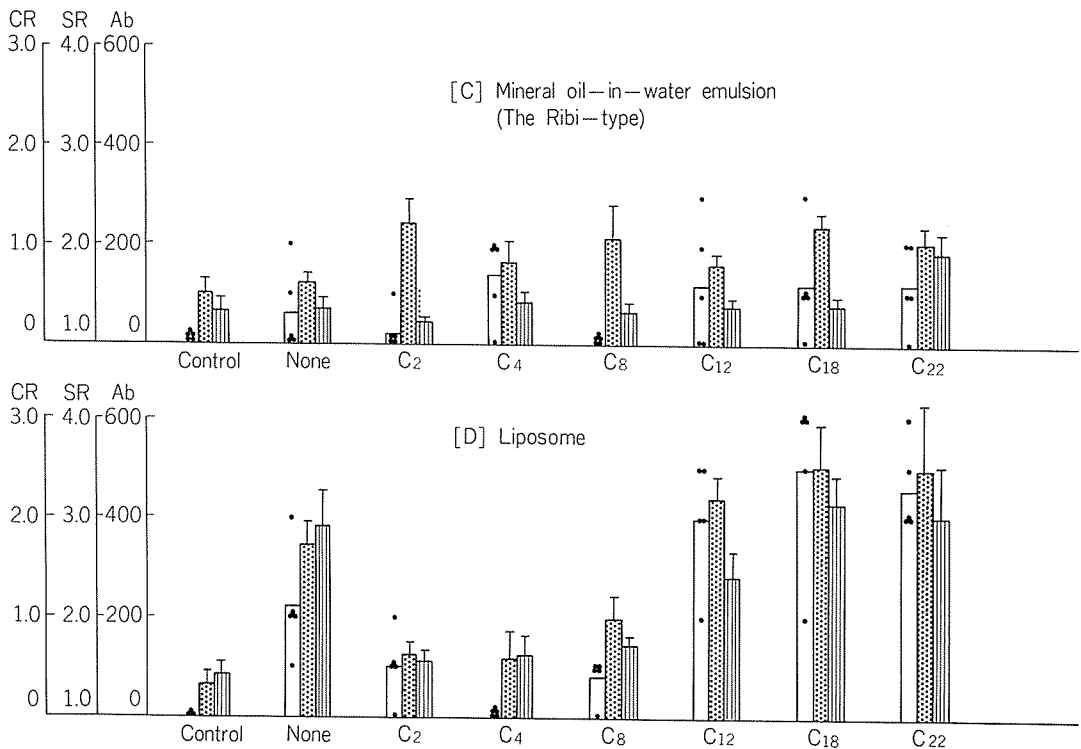 CR SR Ab
3.0 4.0 600
[C] Mineral oil-in-water emulsion
(The Ribi-type)
2.0 3.0 400
1.0 2.0 200
0 1.0 0
Control None C2 C4 C8 C12 C18 C22
CR SR Ab
3.0 4.0 600
[D] Liposome
2.0 3.0 400
1.0 2.0 200
0 1.0 0
Control None C2 C4 C8 C12 C18 C22